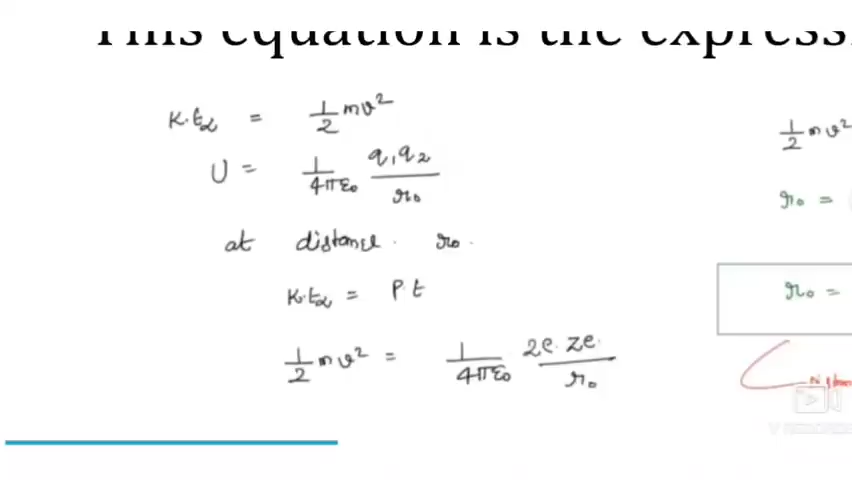 This equation is the express
K.Eα = 1/2 mv²
U = 1/4πε₀ q₁q₂/r₀
at distance r₀.
K.Eα = P.E
1/2 mv² = 1/4πε₀ 2e.ze./r₀
1/2 mv²
r₀ =
r₀ =